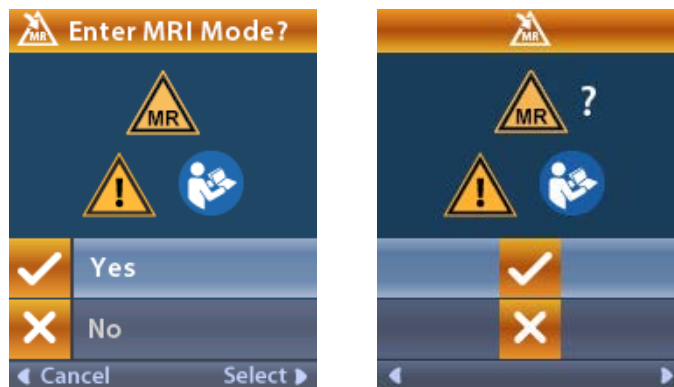 MR Enter MRI Mode?
MR
!
Yes
No
Cancel Select
MR
MR ?
!